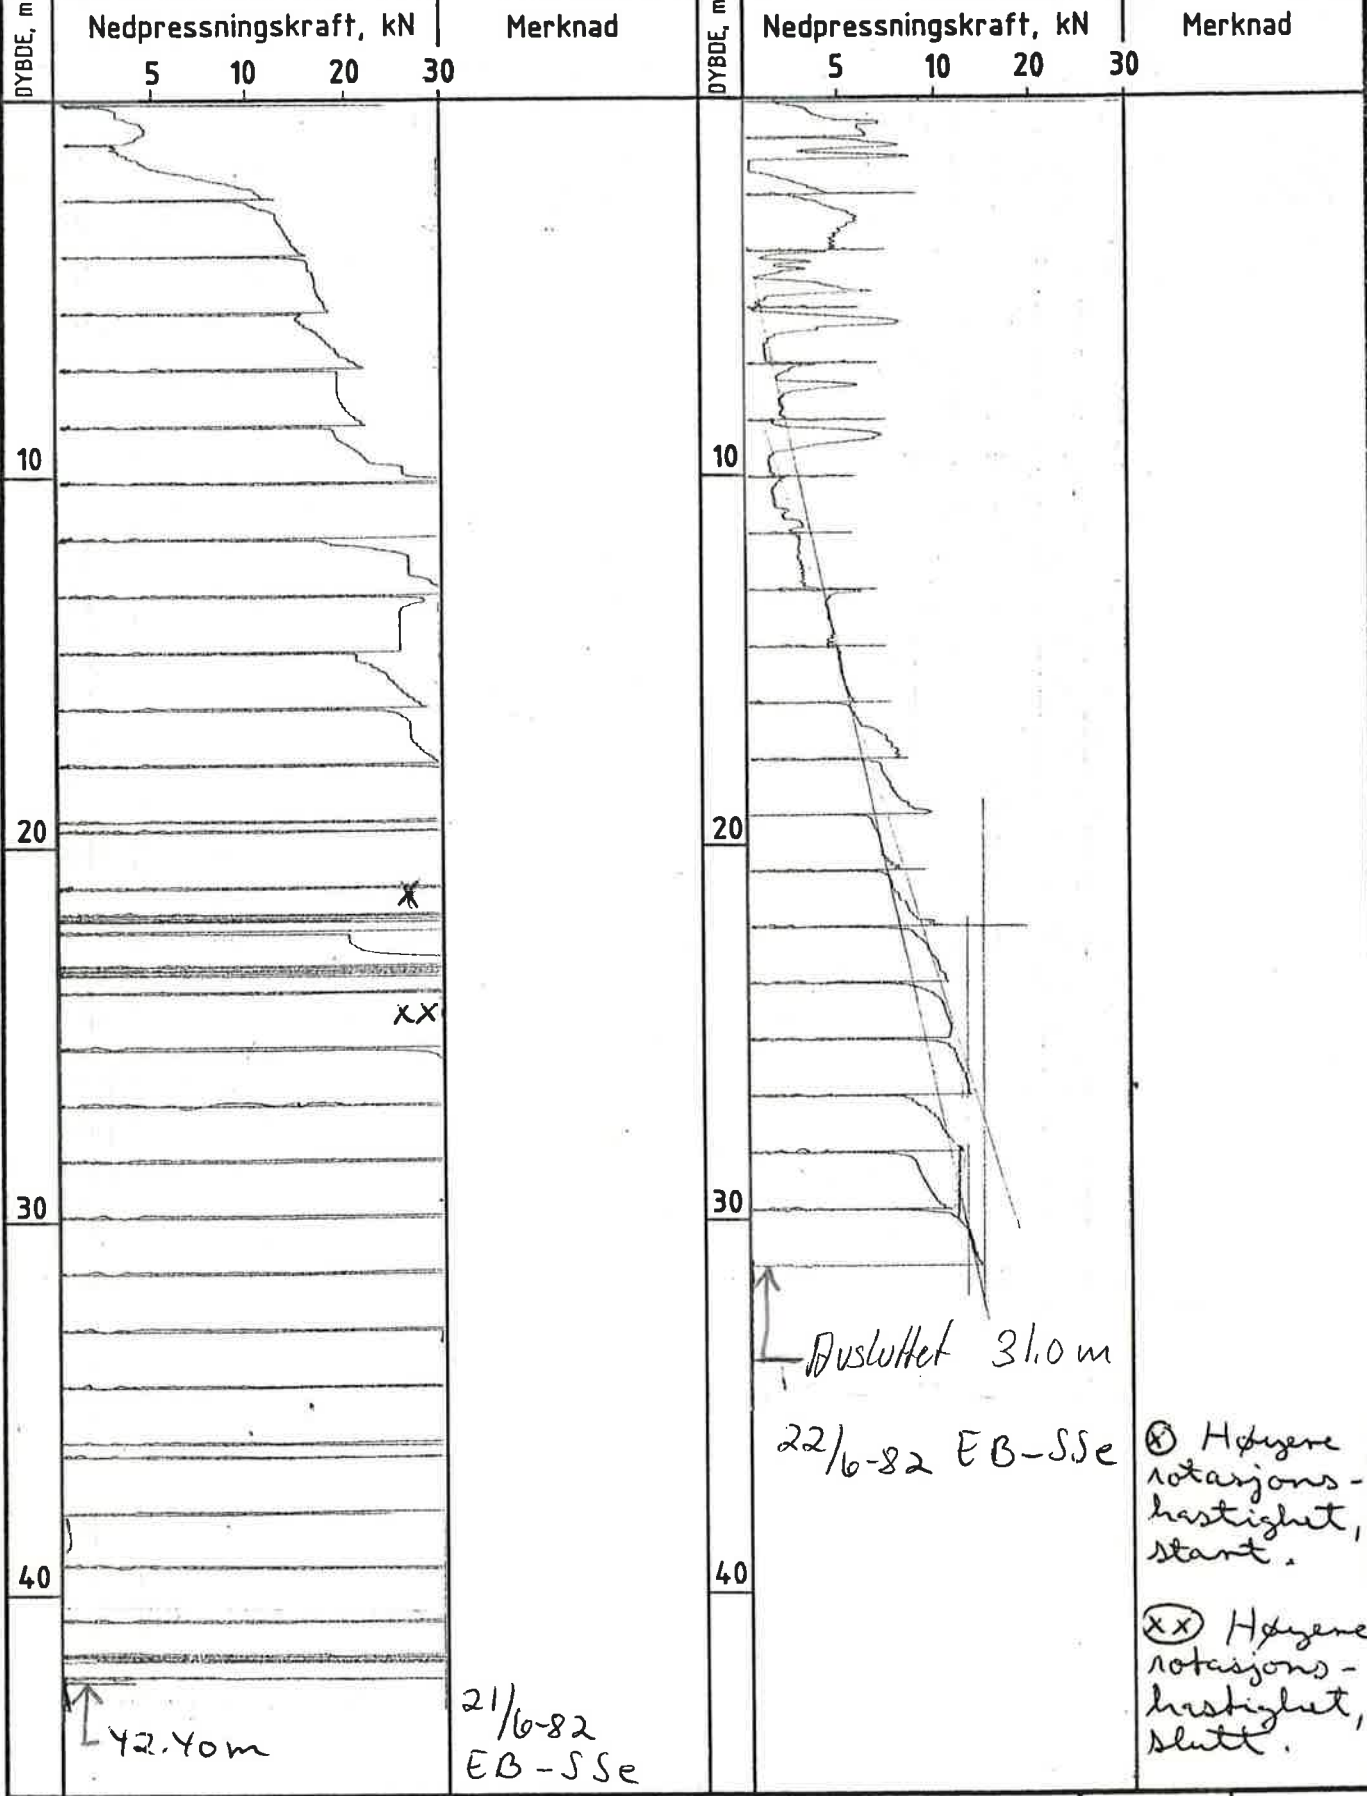 DYBDE, m
Nedpressningskraft, kN
Merknad
5 10 20 30
10
20
x
xx
30
40
42.40m
21/6-82
EB-SSe
DYBDE, m
Nedpressningskraft, kN
Merknad
5 10 20 30
10
20
30
Avsluttet 31.0 m
22/6-82 EB-SSe
40
x Høyere
rotasjons-
hastighet,
start.
xx Høyere
rotasjons-
hastighet,
slutt.